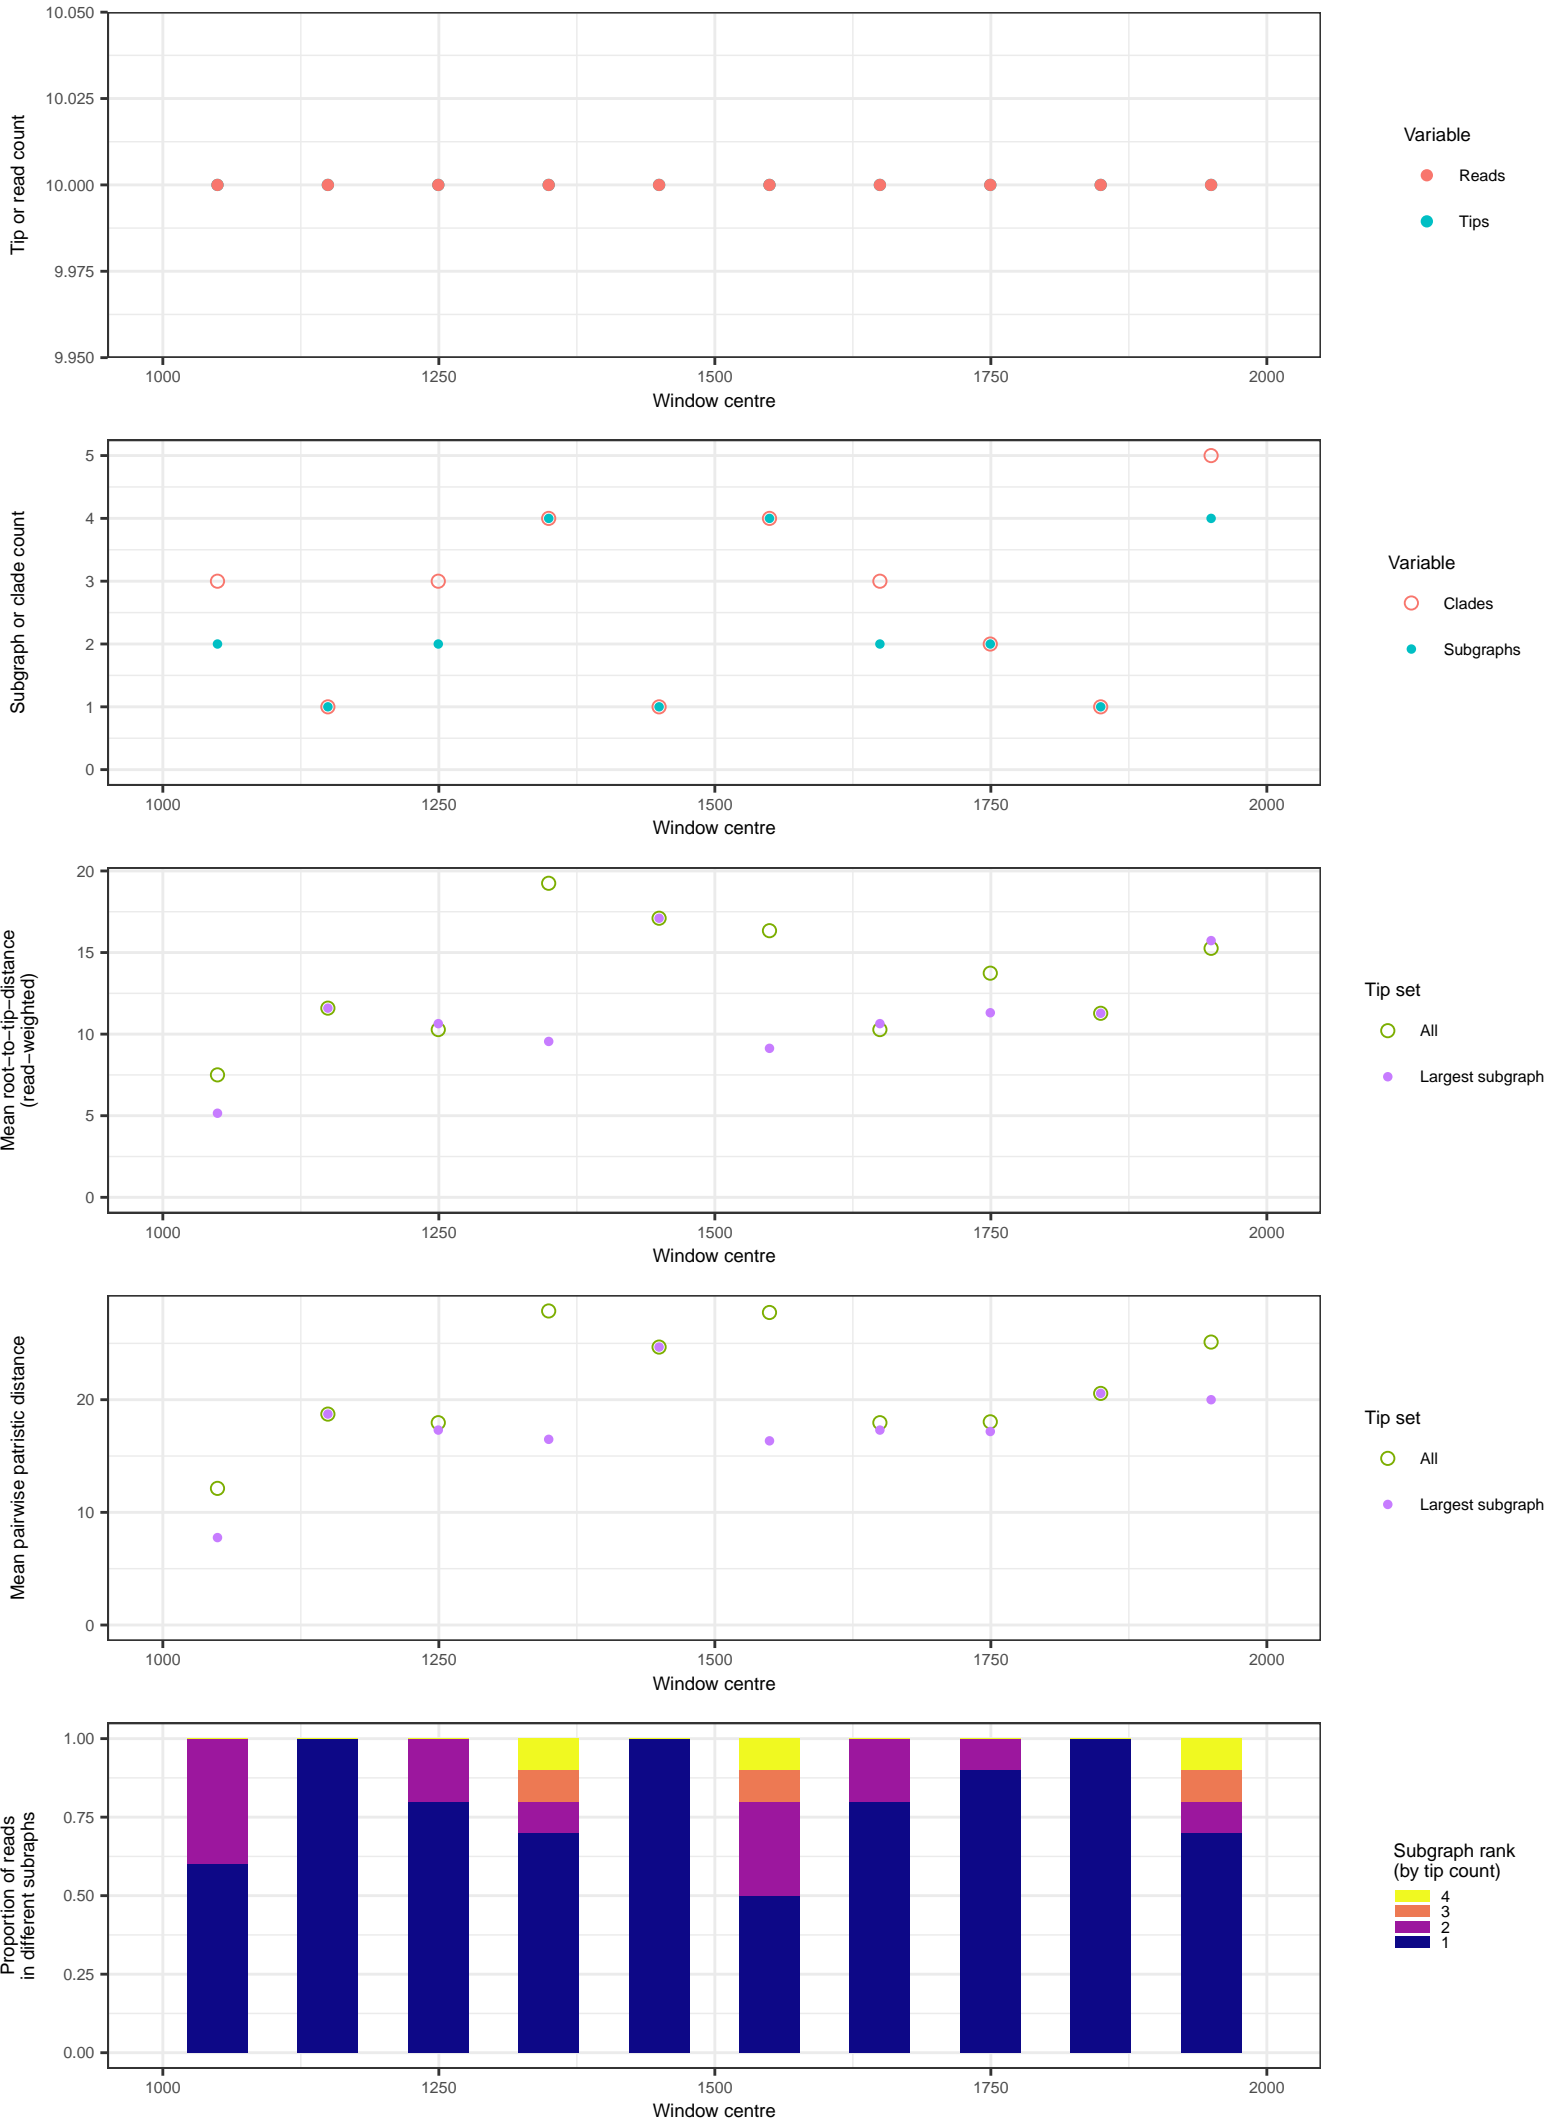 10.050
10.025
10.000
9.975
9.950
Tip or read count
1000 1250 1500 1750 2000
Window centre
Variable
Reads
Tips
5
4
3
2
1
0
Subgraph or clade count
1000 1250 1500 1750 2000
Window centre
Variable
Clades
Subgraphs
20
15
10
5
0
Mean root−to−tip−distance
(read−weighted)
1000 1250 1500 1750 2000
Window centre
Tip set
All
Largest subgraph
20
10
0
Mean pairwise patristic distance
1000 1250 1500 1750 2000
Window centre
Tip set
All
Largest subgraph
1.00
0.75
0.50
0.25
0.00
Proportion of reads
in different subraphs
1000 1250 1500 1750 2000
Window centre
Subgraph rank
(by tip count)
4
3
2
1